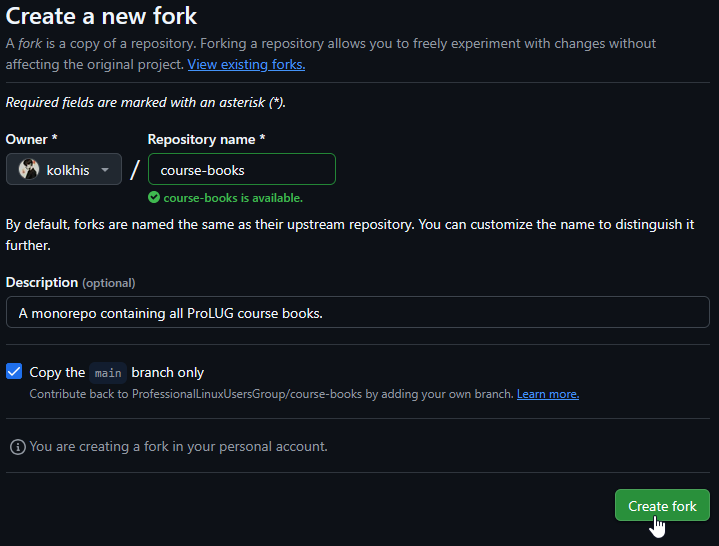 Create a new fork
A fork is a copy of a repository. Forking a repository allows you to freely experiment with changes without
affecting the original project. View existing forks.
Required fields are marked with an asterisk (*).
Owner *
Repository name *
kolkhis
/
course-books
course-books is available.
By default, forks are named the same as their upstream repository. You can customize the name to distinguish it
further.
Description (optional)
A monorepo containing all ProLUG course books.
Copy the main branch only
Contribute back to ProfessionalLinuxUsersGroup/course-books by adding your own branch. Learn more.
You are creating a fork in your personal account.
Create fork